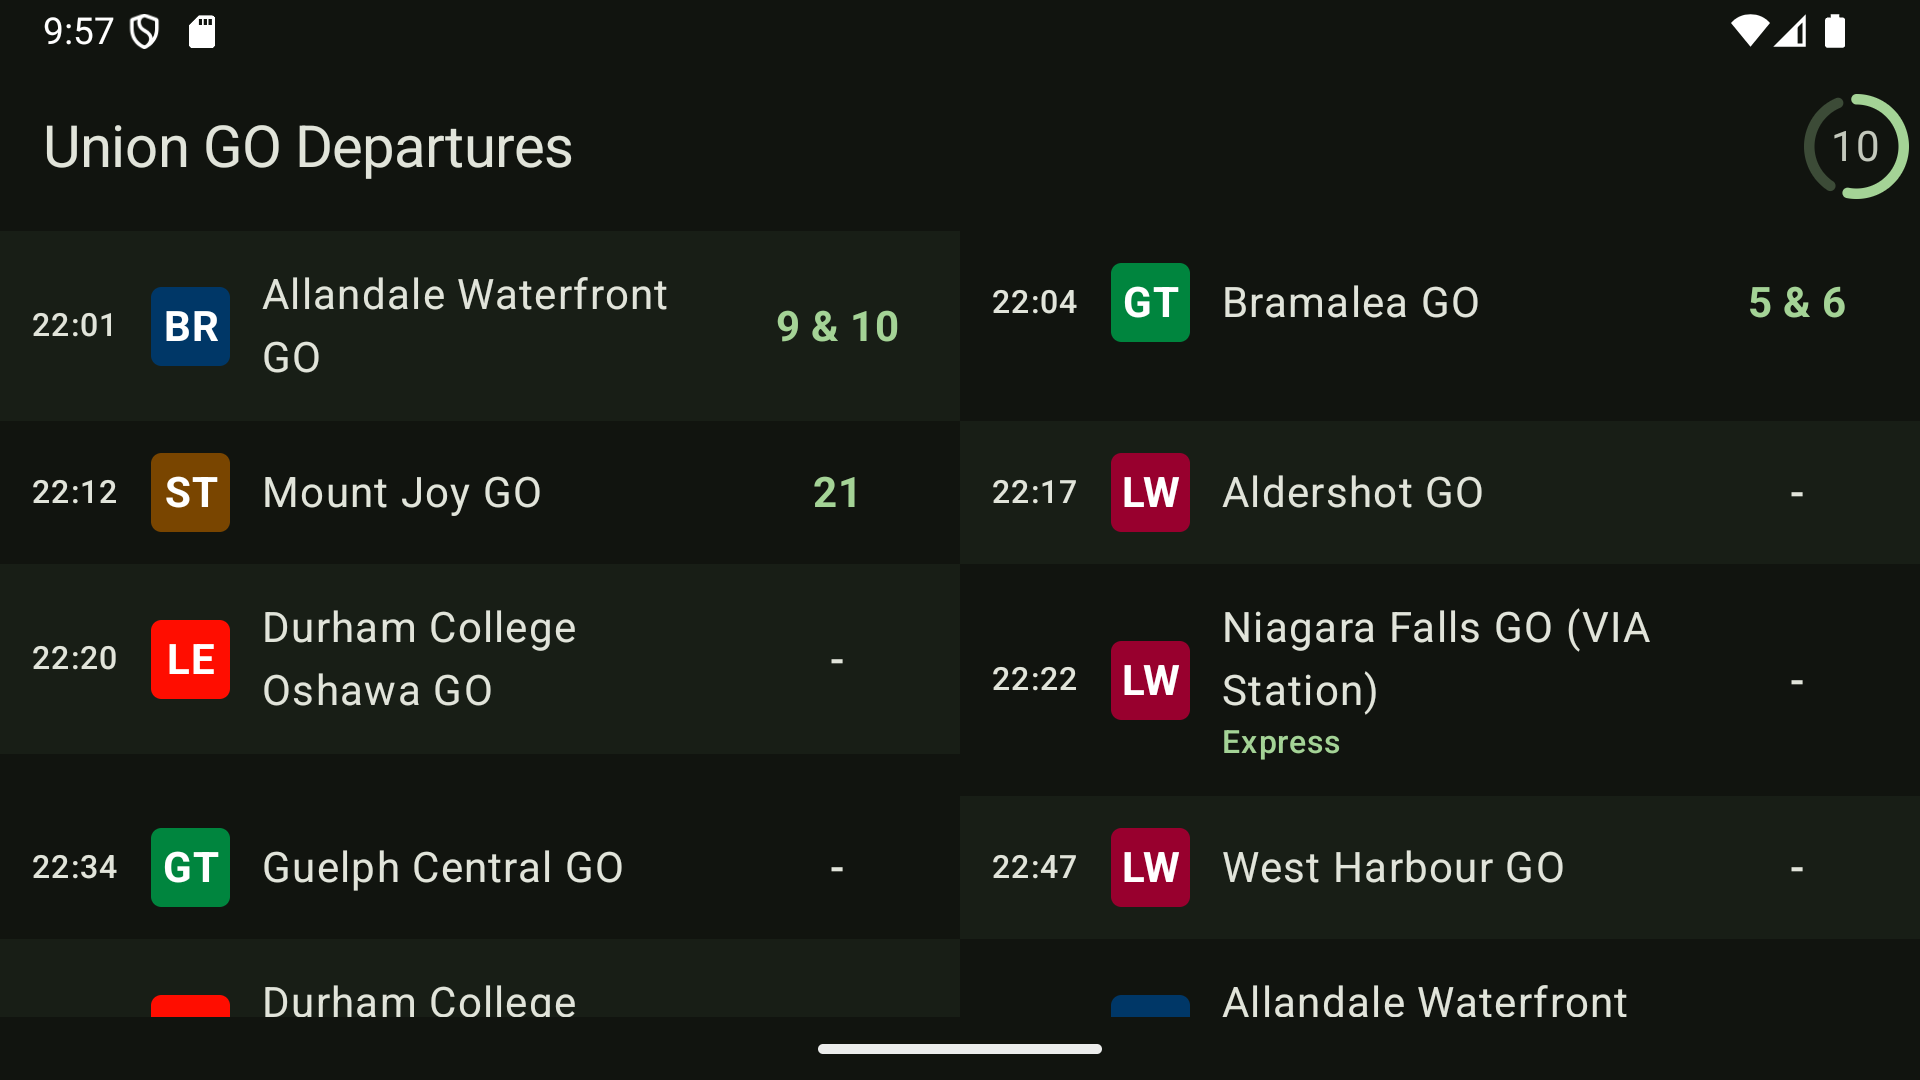 9:57
Union GO Departures
10
22:01 BR Allandale Waterfront GO 9 & 10
22:04 GT Bramalea GO 5 & 6
22:12 ST Mount Joy GO 21
22:17 LW Aldershot GO -
22:20 LE Durham College Oshawa GO -
22:22 LW Niagara Falls GO (VIA Station) -
Express
22:34 GT Guelph Central GO -
22:47 LW West Harbour GO -
Durham College
Allandale Waterfront